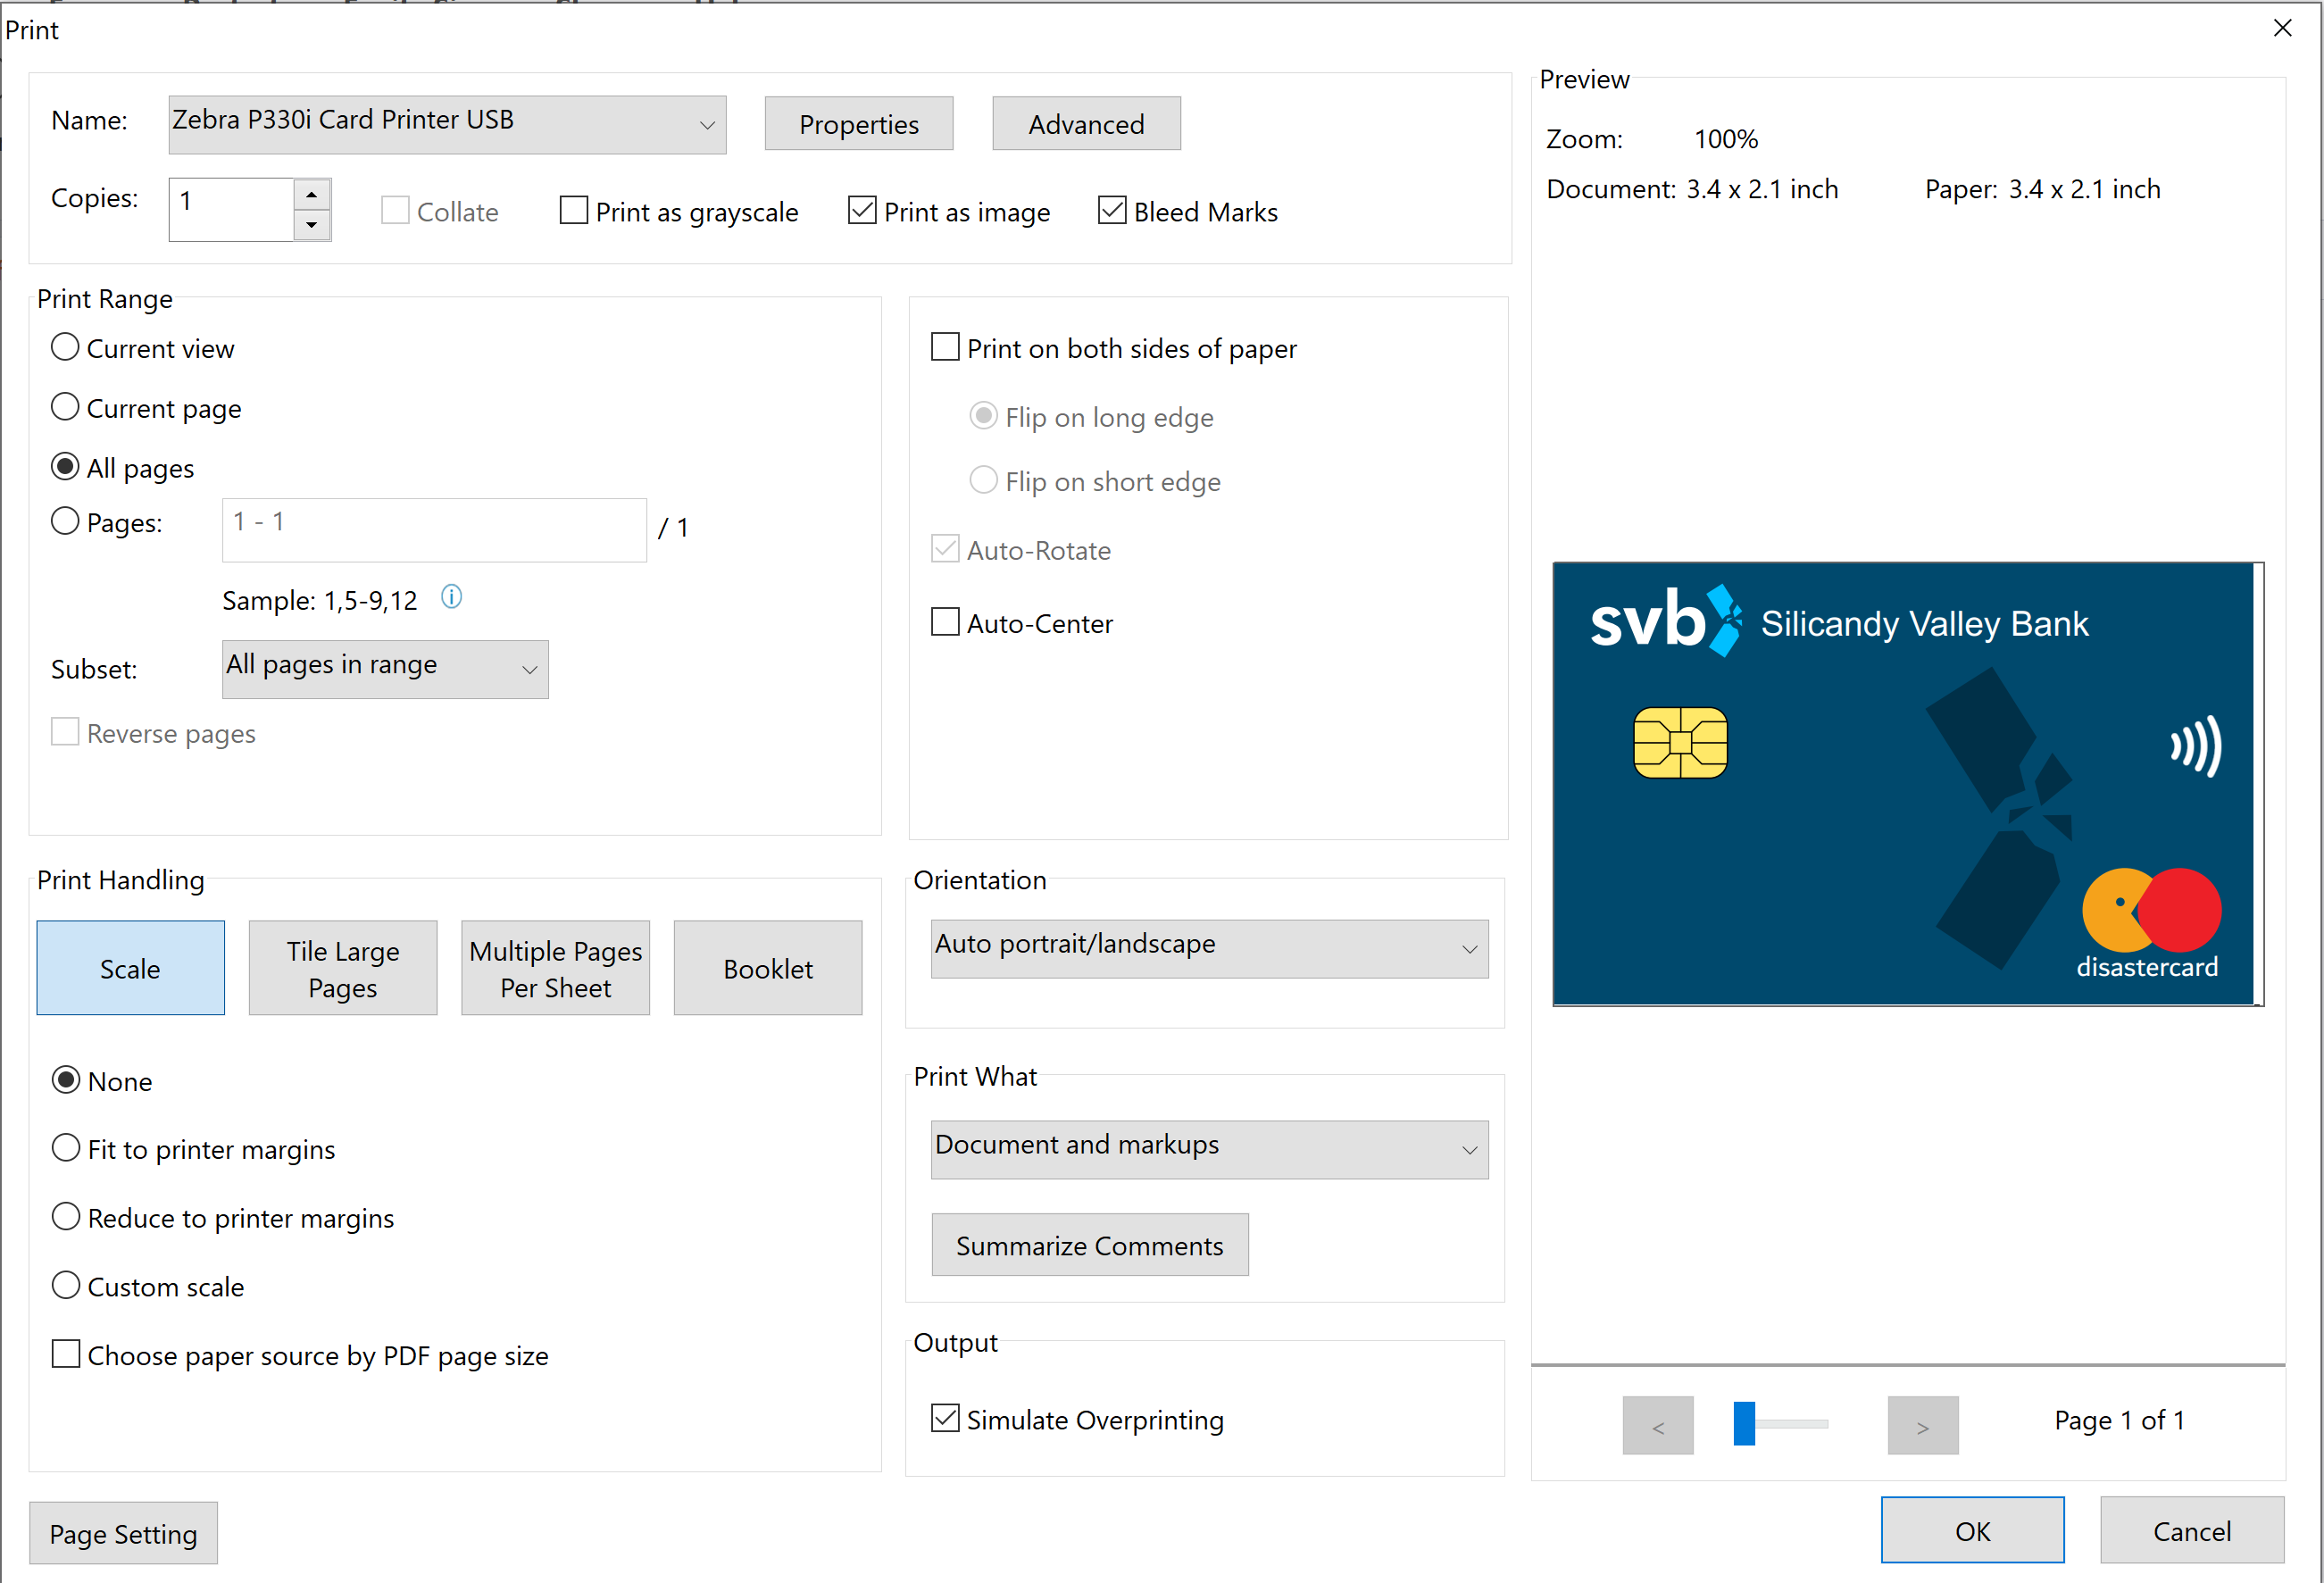 Print
Name:
Zebra P330i Card Printer USB
Properties
Advanced
Copies:
1
Collate
Print as grayscale
Print as image
Bleed Marks
Print Range
Current view
Current page
All pages
Pages:
1 - 1
/ 1
Sample: 1,5-9,12
Subset:
All pages in range
Reverse pages
Print on both sides of paper
Flip on long edge
Flip on short edge
Auto-Rotate
Auto-Center
Print Handling
Scale
Tile Large
Pages
Multiple Pages
Per Sheet
Booklet
None
Fit to printer margins
Reduce to printer margins
Custom scale
Choose paper source by PDF page size
Orientation
Auto portrait/landscape
Print What
Document and markups
Summarize Comments
Output
Simulate Overprinting
Preview
Zoom: 100%
Document: 3.4 x 2.1 inch
Paper: 3.4 x 2.1 inch
svb Silicandy Valley Bank
disastercard
<
>
Page 1 of 1
Page Setting
OK
Cancel